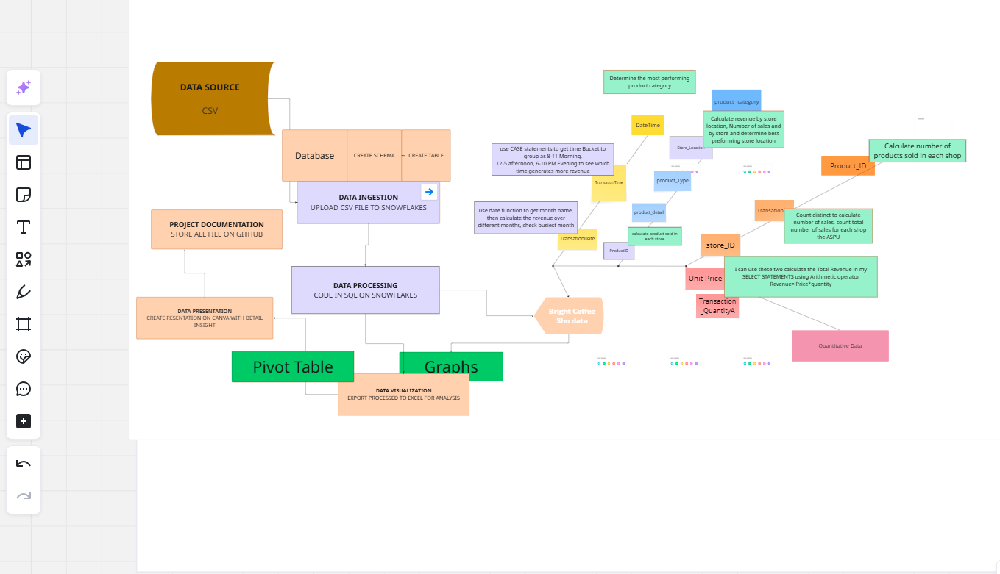 DATA SOURCE
CSV
Database
CREATE SCHEMA
CREATE TABLE
DATA INGESTION
UPLOAD CSV FILE TO SNOWFLAKES
PROJECT DOCUMENTATION
STORE ALL FILE ON GITHUB
DATA PROCESSING
CODE IN SQL ON SNOWFLAKES
DATA PRESENTATION
CREATE RESENTATION ON CANVA WITH DETAIL
INSIGHT
Pivot Table
Graphs
DATA VISUALIZATION
EXPORT PROCESSED TO EXCEL FOR ANALYSIS
Bright Coffee
Sho data
Determine the most performing
product category
product _category
DateTime
Calculate revenue by store
location, Number of sales and
by store and determine best
preforming store location
Store_Location
use CASE statements to get time Bucket to
group as 8-11 Morning,
12-5 afternoon, 6-10 PM Evening to see which
time generates more revenue
TransationTime
product_Type
Calculate number of
products sold in each shop
Product_ID
use date function to get month name,
then calculate the revenue over
different months, check busiest month
product_detail
Transation
Count distinct to calculate
number of sales, count total
number of sales for each shop
the ASPU
TransationDate
calculate product sold in
each store
ProductID
store_ID
I can use these two calculate the Total Revenue in my
SELECT STATEMENTS using Arithmetic operator
Revenue= Price*quantity
Unit Price
Transaction
_QuantityA
Quantitative Data